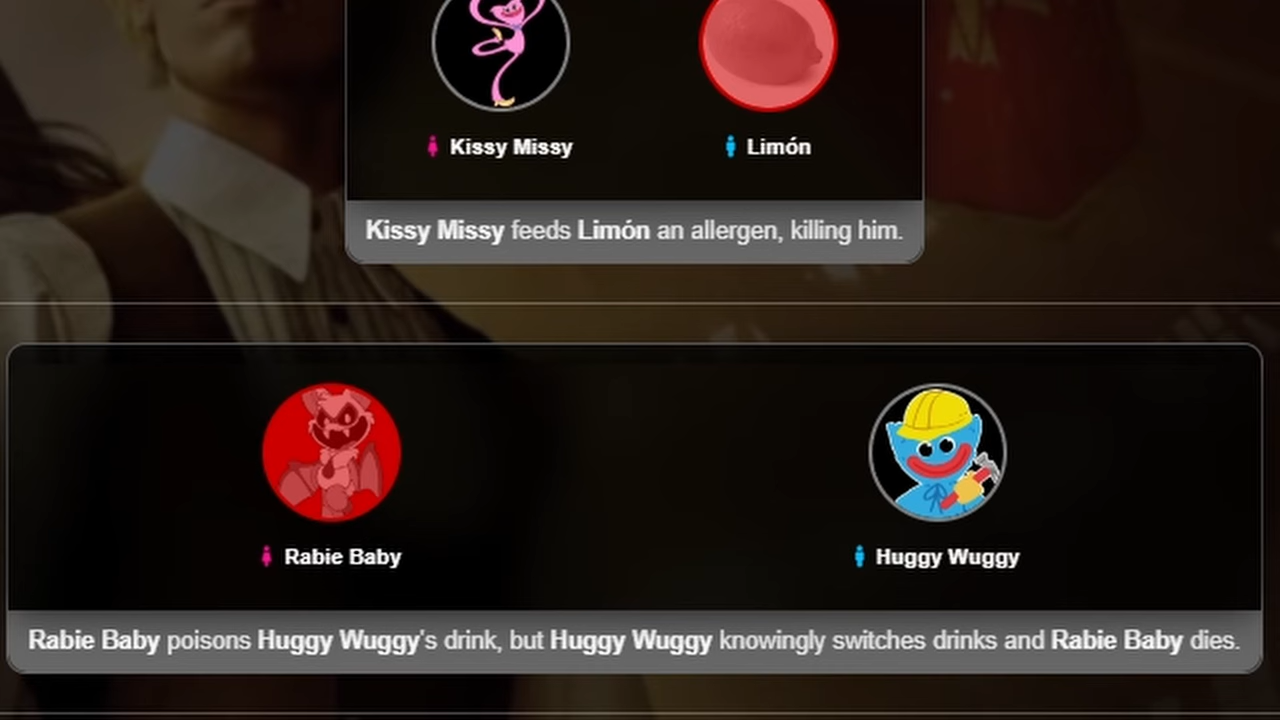 Kissy Missy
Limón
Kissy Missy feeds Limón an allergen, killing him.
Rabie Baby
Huggy Wuggy
Rabie Baby poisons Huggy Wuggy's drink, but Huggy Wuggy knowingly switches drinks and Rabie Baby dies.